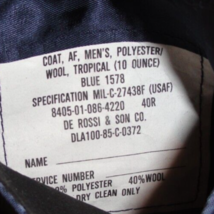 COAT, AF, MEN'S, POLYESTER/
WOOL, TROPICAL (10 OUNCE)
BLUE 1578
SPECIFICATION MIL-C-27438F (USAF)
8405-01-086-4220 40R
DE ROSSI & SON CO.
DLA100-85-C-0372
NAME
SERVICE NUMBER
POLYESTER 40%WOOL
DRY CLEAN ONLY